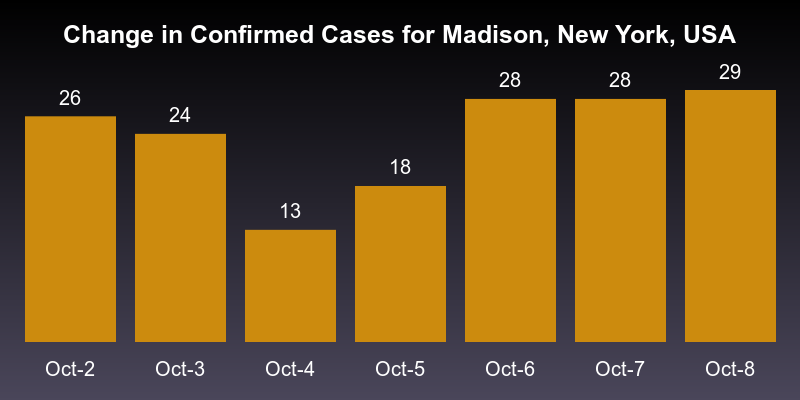 Change in Confirmed Cases for Madison, New York, USA
26 24 13 18 28 28 29
Oct-2 Oct-3 Oct-4 Oct-5 Oct-6 Oct-7 Oct-8